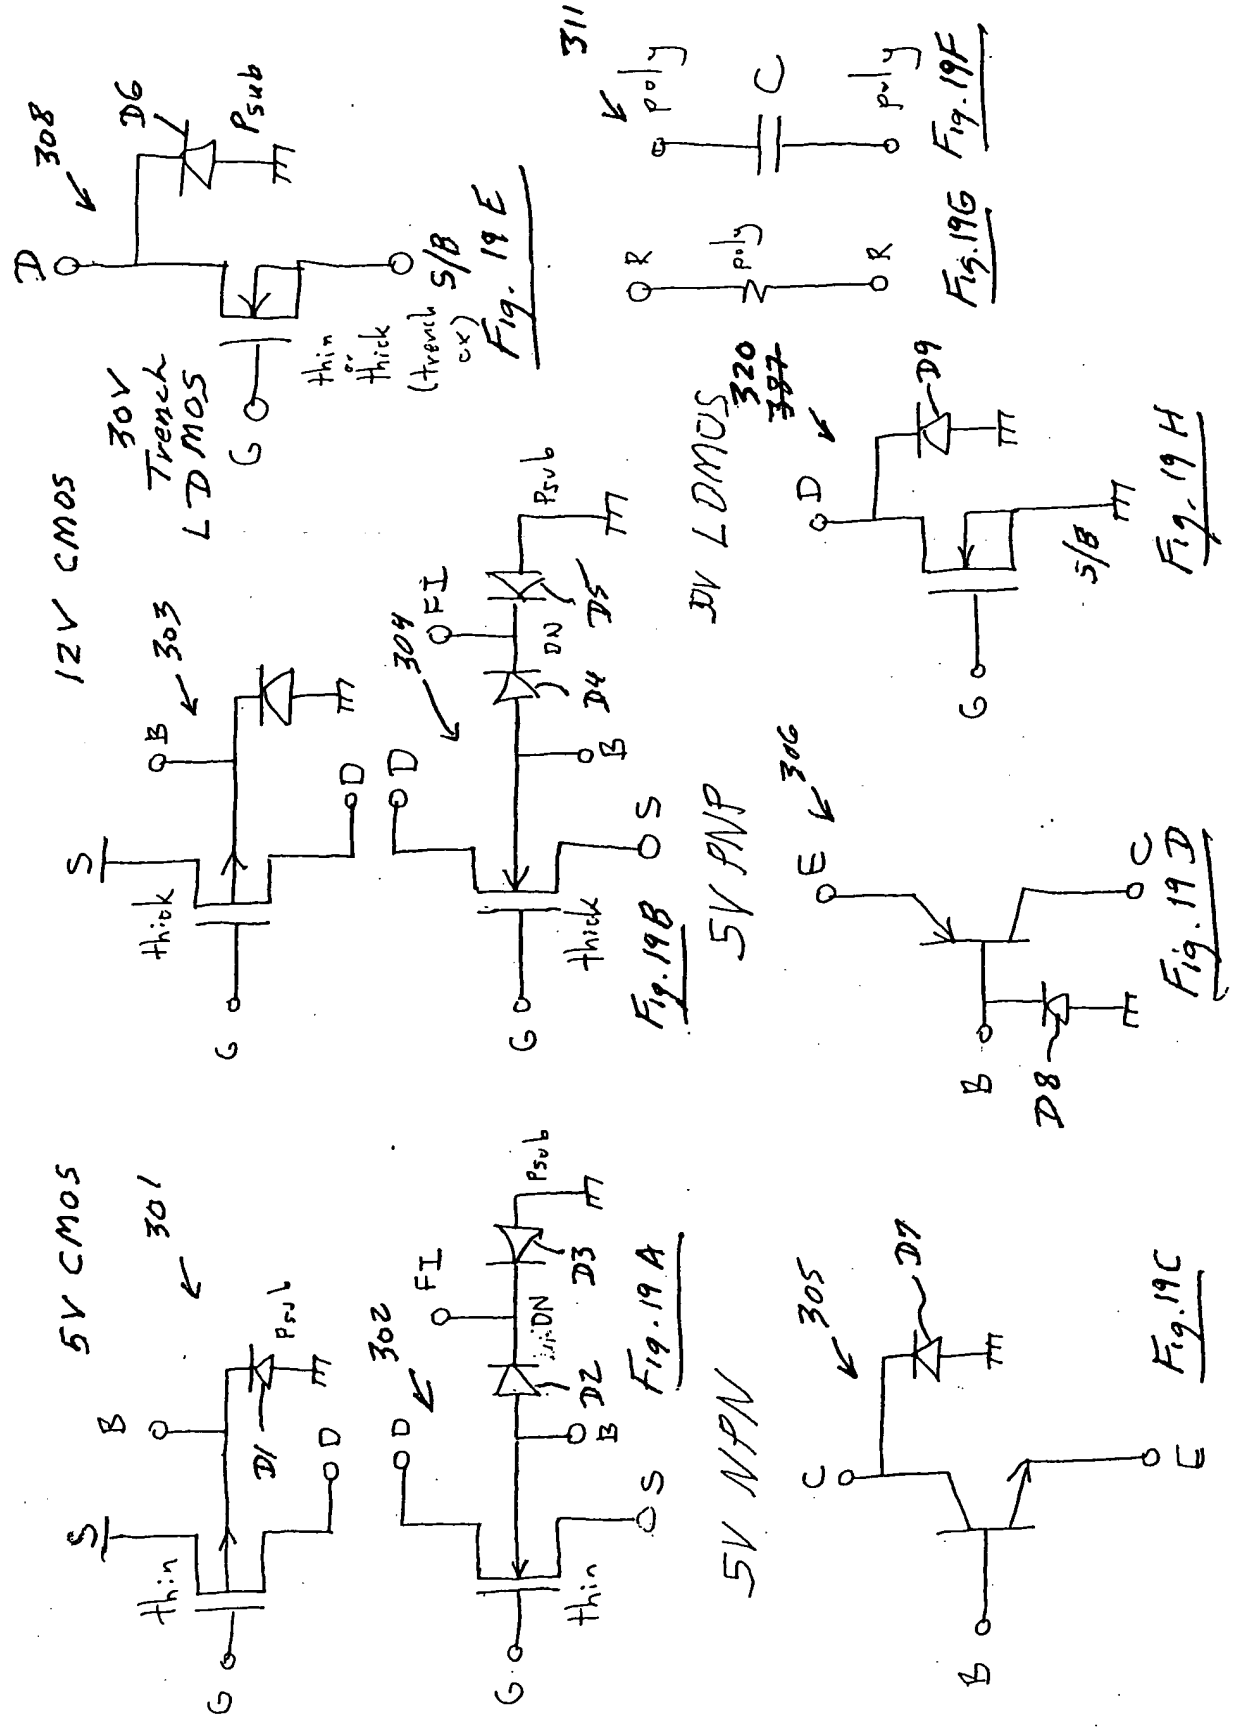 5V CMOS
301
S
B
thin
G
D1
Psub
D
302
D
FI
G
DN
Psub
D2
D3
B
thin
S
Fig. 19A
12V CMOS
303
S
B
thick
G
D
304
D
FI
G
DN
Psub
D4
D5
B
thick
S
Fig. 19B
30V
Trench
LDMOS
308
D
D6
Psub
G
thin
or
thick
(trench
ox)
S/B
Fig. 19E
5V NPN
305
C
D7
B
E
Fig. 19C
5V PNP
306
E
B
D8
C
Fig. 19D
LDMOS
320
387
D
D9
G
S/B
Fig. 19H
R
poly
R
Fig. 19G
311
poly
C
poly
Fig. 19F